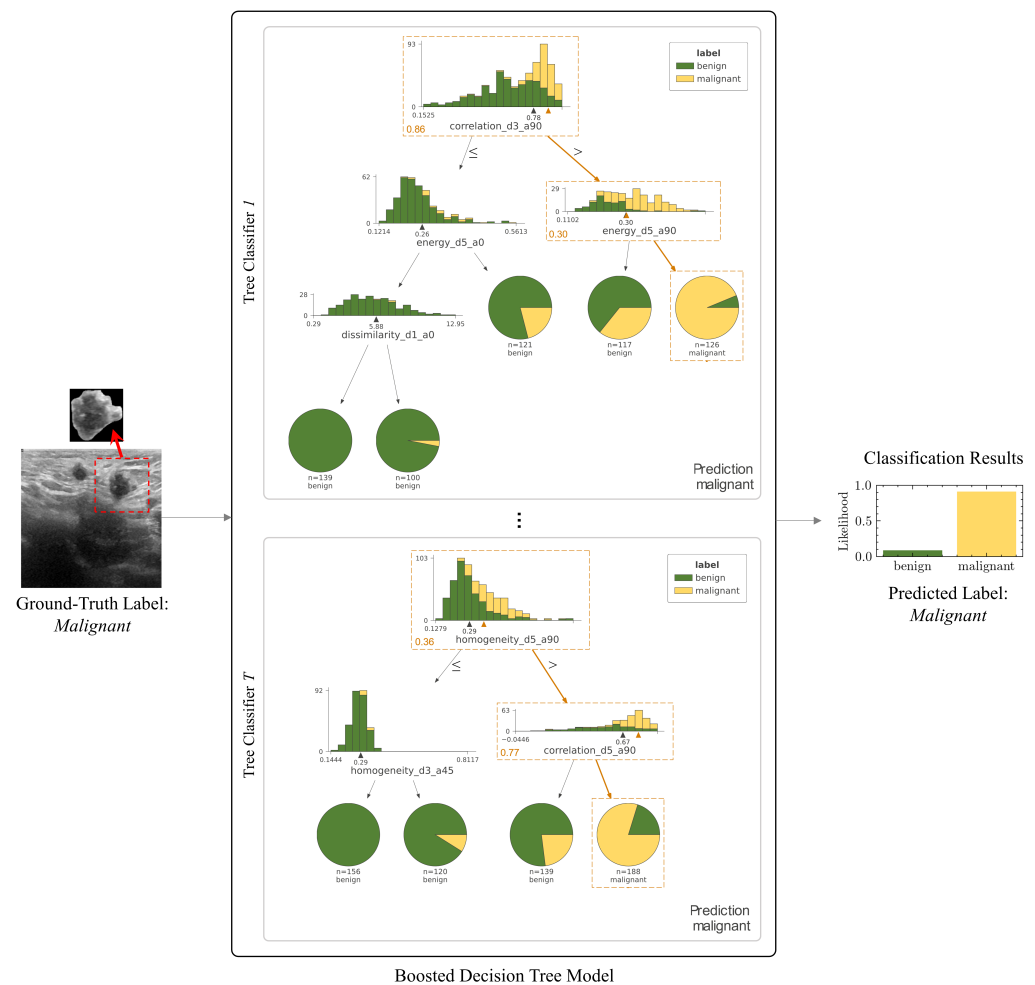 93
label
benign
malignant
0
0.1525
0.78
0.86
correlation_d3_a90
≤
>
62
0
0.1214
0.26
0.5613
energy_d5_a0
29
0
0.1102
0.30
0.30
energy_d5_a90
28
0
0.29
5.88
12.95
dissimilarity_d1_a0
n=121
benign
n=117
benign
n=126
malignant
n=139
benign
n=100
benign
Prediction
malignant
Tree Classifier 1
...
103
label
benign
malignant
0
0.1279
0.29
0.36
homogeneity_d5_a90
≤
>
92
0
0.1444
0.29
0.8117
homogeneity_d3_a45
63
0
−0.0446
0.67
0.77
correlation_d5_a90
n=156
benign
n=120
benign
n=139
benign
n=188
malignant
Prediction
malignant
Tree Classifier T
Ground-Truth Label:
Malignant
Classification Results
Likelihood
1.0
0.5
0.0
benign malignant
Predicted Label:
Malignant
Boosted Decision Tree Model